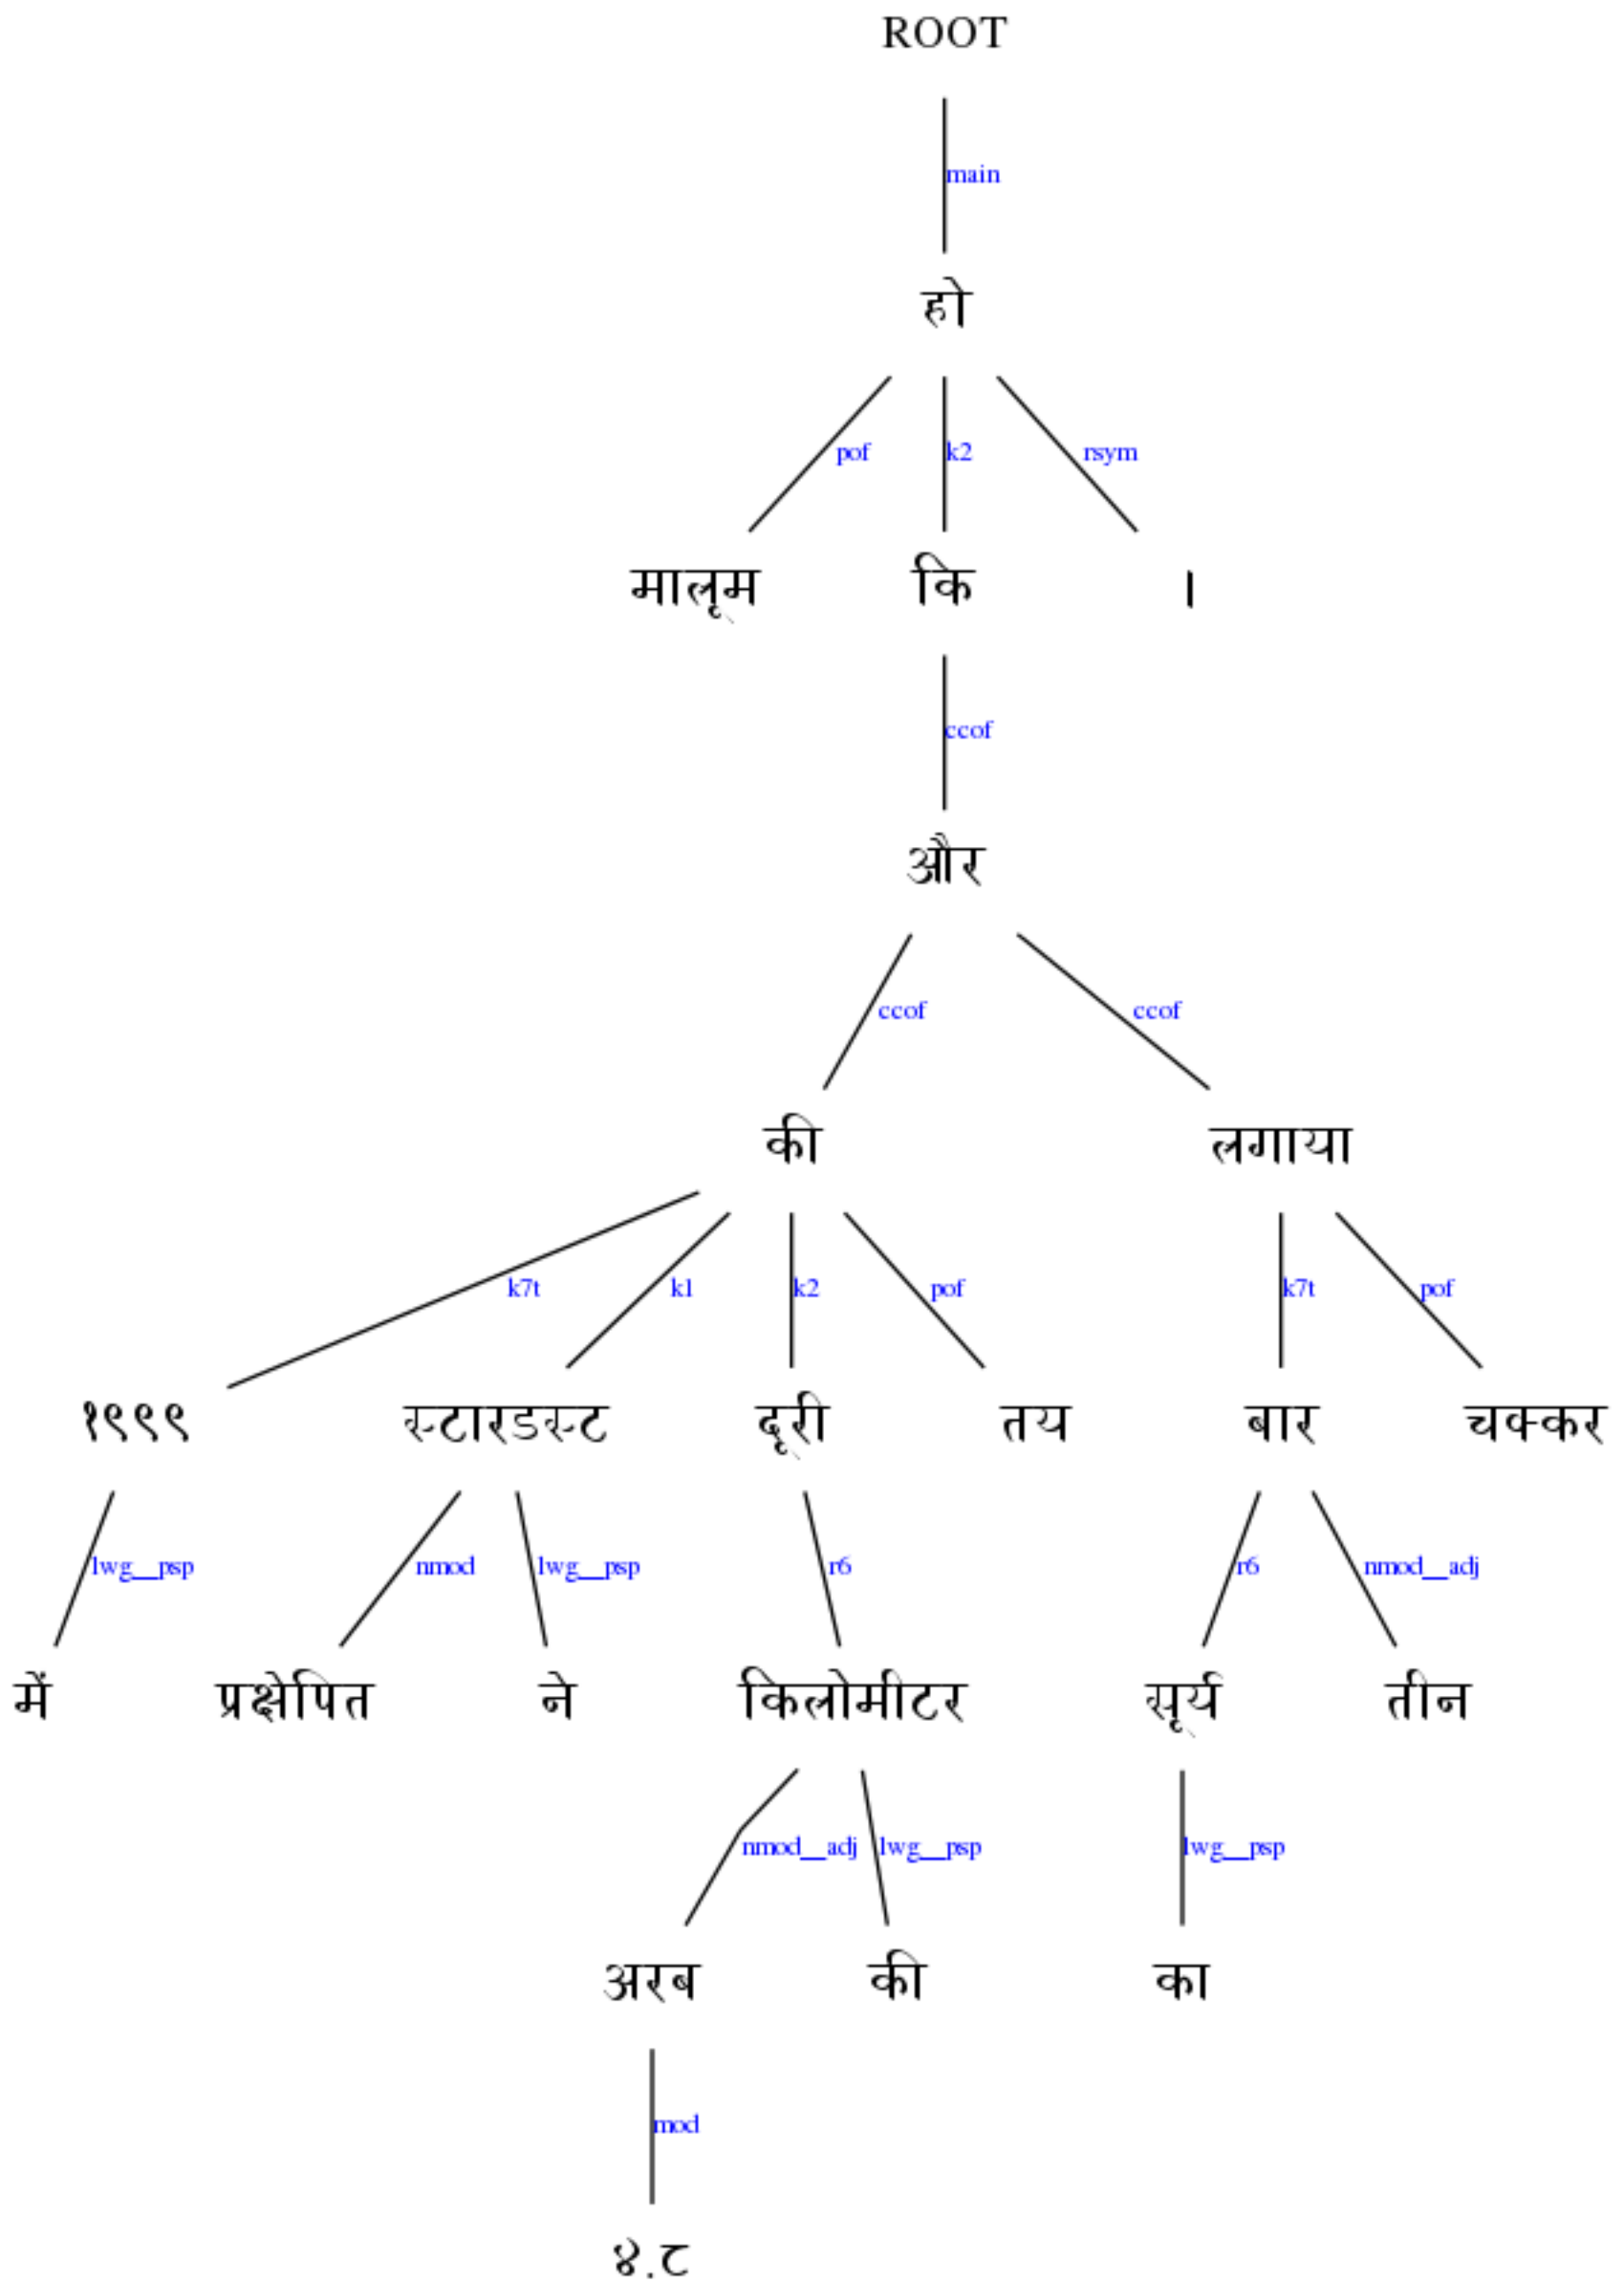 ROOT
main
हो
pof k2 rsym
मालूम कि ।
ccof
और
ccof ccof
की लगाया
k7t k1 k2 pof k7t pof
१९९९ स्टारडस्ट दूरी तय बार चक्कर
lwg__psp nmod lwg__psp r6 r6 nmod__adj
में प्रक्षेपित ने किलोमीटर सूर्य तीन
nmod__adj lwg__psp lwg__psp
अरब की का
mod
४.८